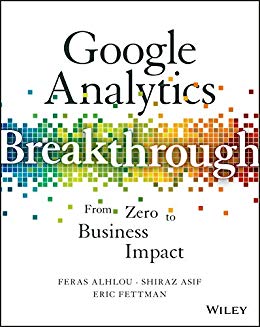 Google
Analytics
Breakthrough
From Zero to
Business
Impact
FERAS ALHLOU · SHIRAZ ASIF
ERIC FETTMAN
WILEY